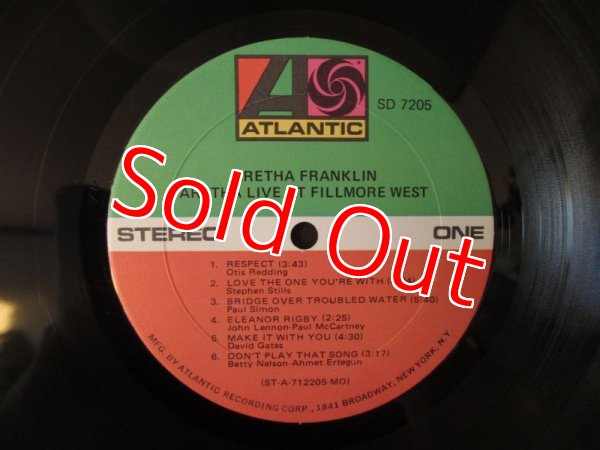 ATLANTIC
SD 7205
RETHA FRANKLIN
LIVE FILLMORE WEST
STEREO
ONE
1. RESPECT (3:43)
Otis Redding
2. LOVE THE ONE YOU'RE WITH
Stephen Stills
3. BRIDGE OVER TROUBLED WATER (5:40)
Paul Simon
4. ELEANOR RIGBY (2:25)
John Lennon-Paul McCartney
5. MAKE IT WITH YOU (4:30)
David Gates
6. DON'T PLAY THAT SONG (3:17)
Betty Nelson-Ahmet Ertegun
(ST-A-712205-MO)
MFG. BY ATLANTIC RECORDING CORP., 1841 BROADWAY, NEW YORK, N.Y.
Sold Out